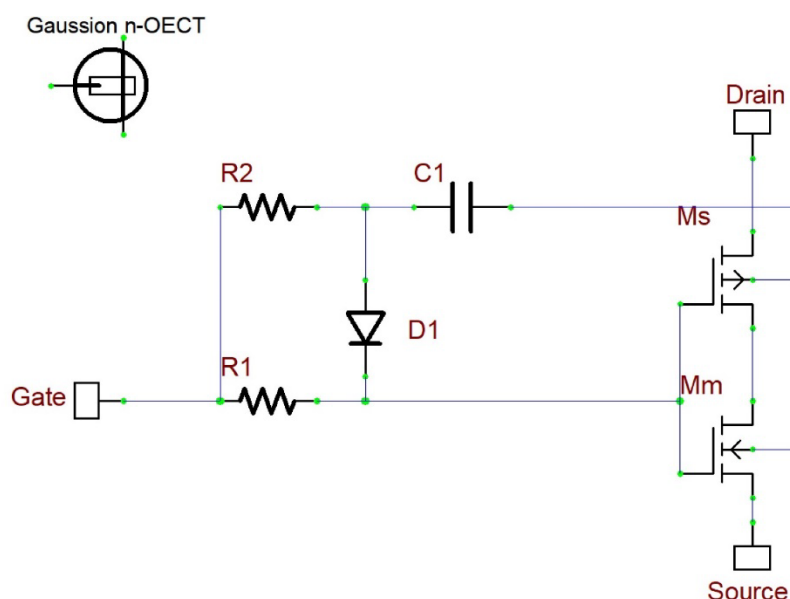 Gaussion n-OECT
Drain
R2
C1
Ms
D1
R1
Gate
Mm
Source